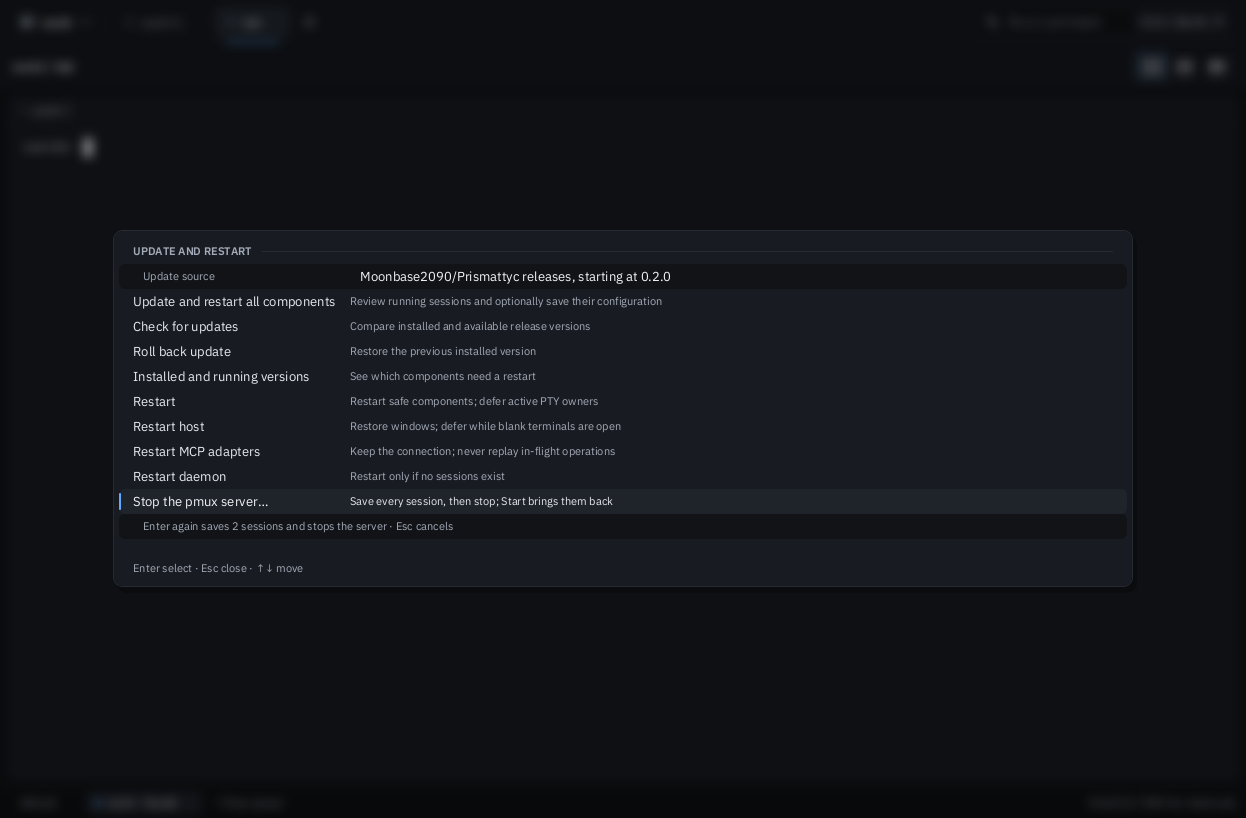 UPDATE AND RESTART
Update source Moonbase2090/Prismattyc releases, starting at 0.2.0
Update and restart all components Review running sessions and optionally save their configuration
Check for updates Compare installed and available release versions
Roll back update Restore the previous installed version
Installed and running versions See which components need a restart
Restart Restart safe components; defer active PTY owners
Restart host Restore windows; defer while blank terminals are open
Restart MCP adapters Keep the connection; never replay in-flight operations
Restart daemon Restart only if no sessions exist
Stop the pmux server… Save every session, then stop; Start brings them back
Enter again saves 2 sessions and stops the server · Esc cancels
Enter select · Esc close · ↑↓ move